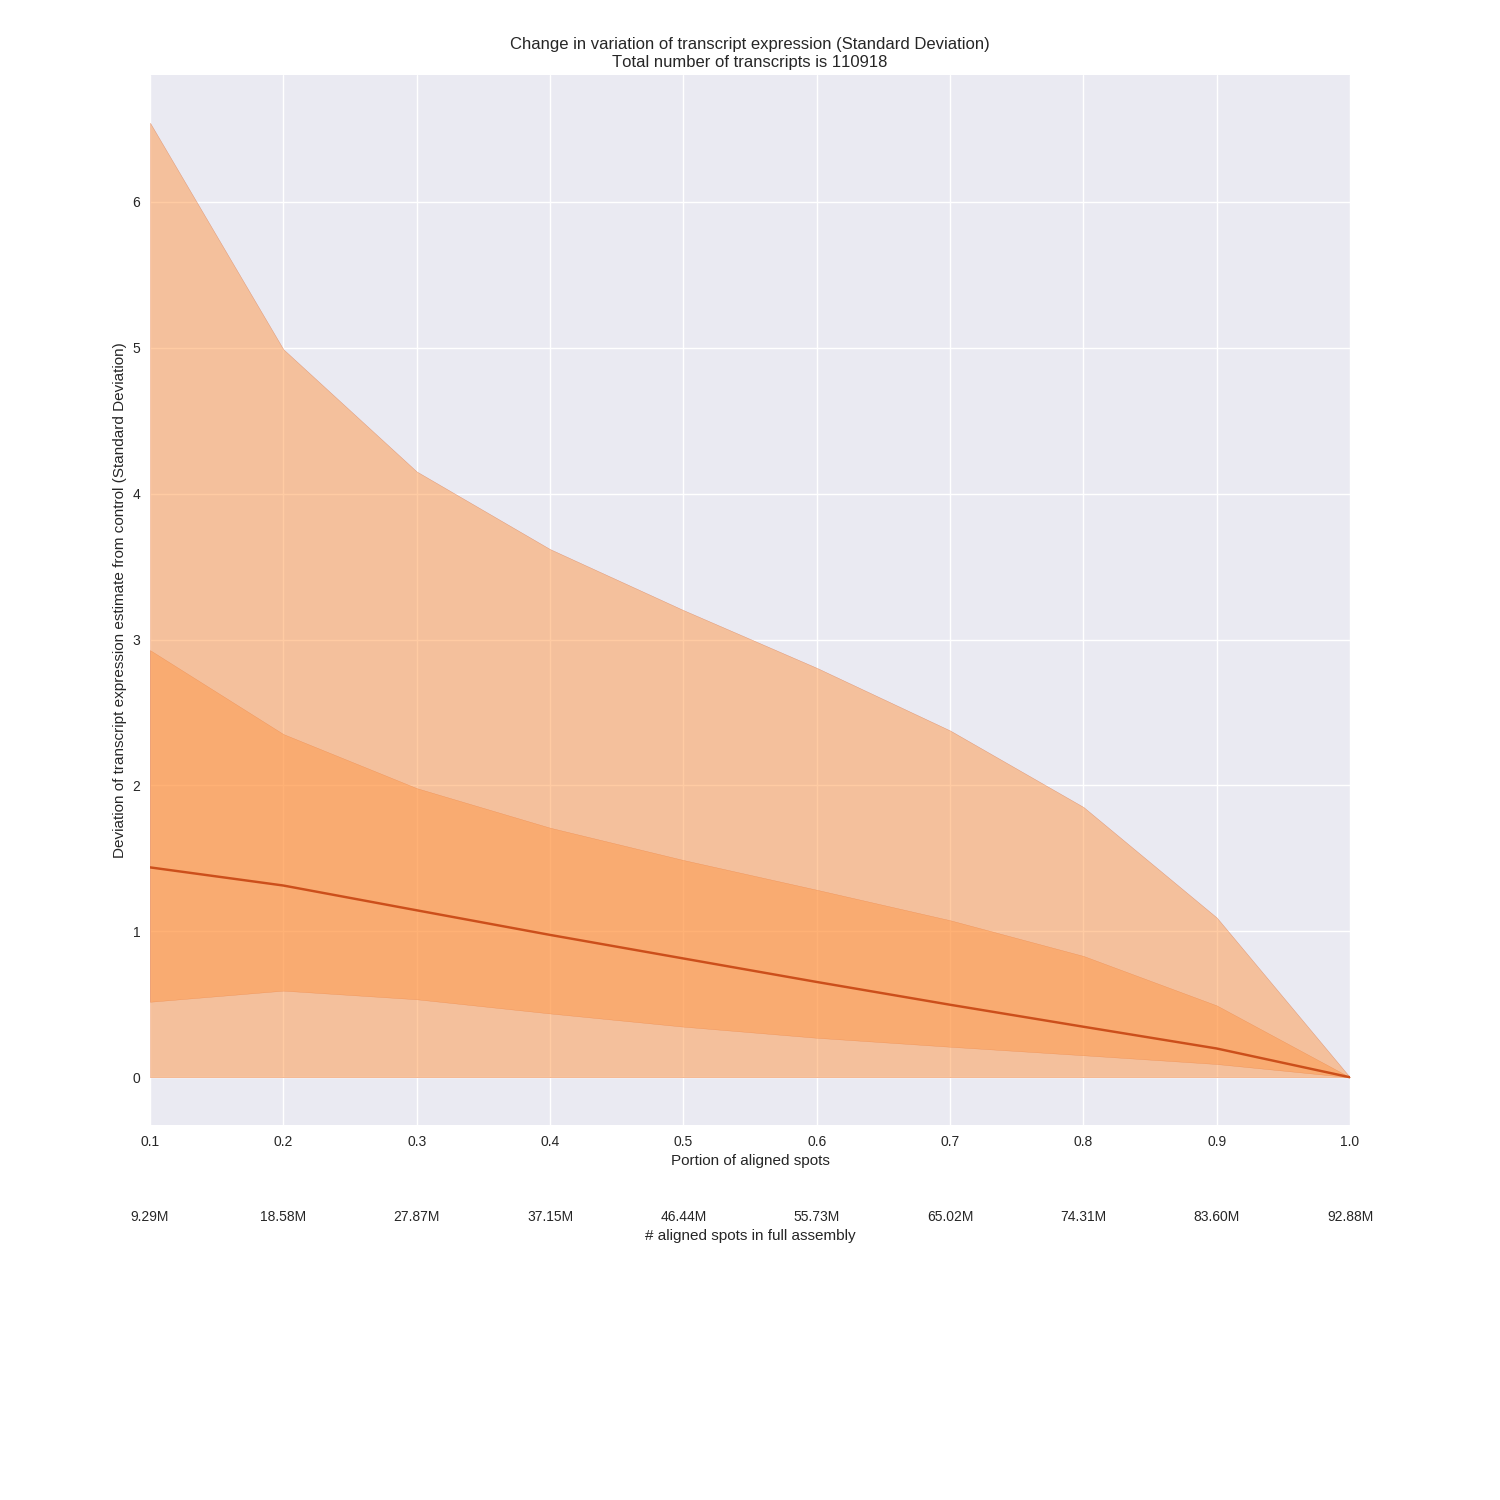 Change in variation of transcript expression (Standard Deviation)
Total number of transcripts is 110918
Deviation of transcript expression estimate from control (Standard Deviation)
6
5
4
3
2
1
0
0.1 0.2 0.3 0.4 0.5 0.6 0.7 0.8 0.9 1.0
Portion of aligned spots
9.29M 18.58M 27.87M 37.15M 46.44M 55.73M 65.02M 74.31M 83.60M 92.88M
# aligned spots in full assembly